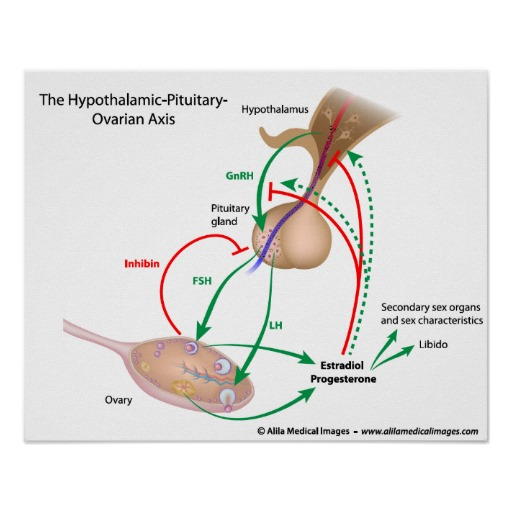 The Hypothalamic-Pituitary-
Ovarian Axis
Hypothalamus
GnRH
Pituitary
gland
Inhibin
FSH
LH
Secondary sex organs
and sex characteristics
Libido
Estradiol
Progesterone
Ovary
© Alila Medical Images - www.alilamedicalimages.com